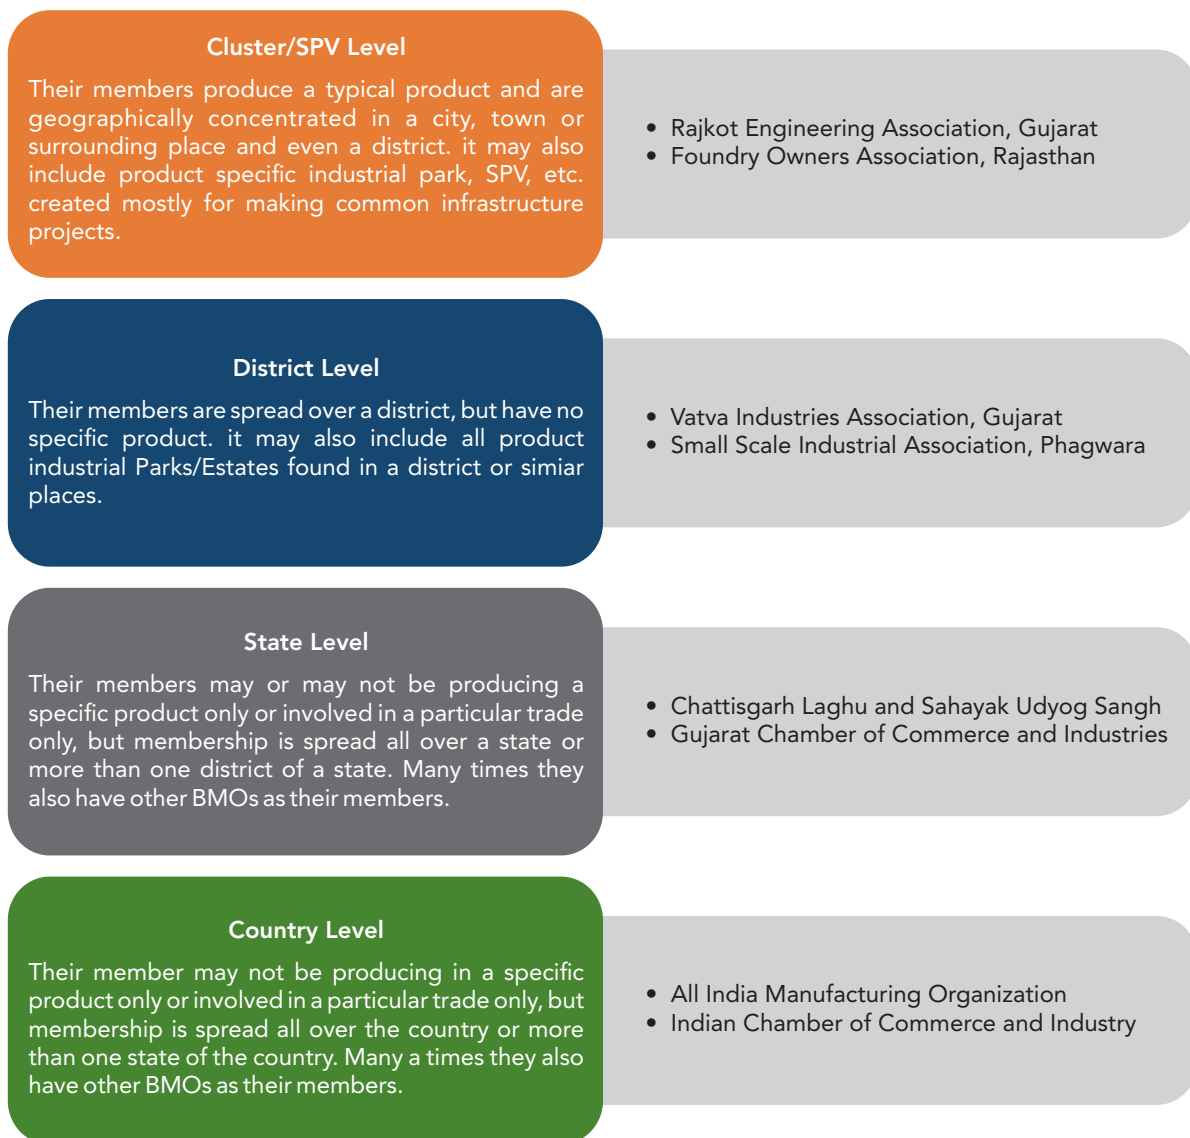 Cluster/SPV Level
Their members produce a typical product and are
geographically concentrated in a city, town or
surrounding place and even a district. it may also
include product specific industrial park, SPV, etc.
created mostly for making common infrastructure
projects.
• Rajkot Engineering Association, Gujarat
• Foundry Owners Association, Rajasthan
District Level
Their members are spread over a district, but have no
specific product. it may also include all product
industrial Parks/Estates found in a district or simiar
places.
• Vatva Industries Association, Gujarat
• Small Scale Industrial Association, Phagwara
State Level
Their members may or may not be producing a
specific product only or involved in a particular trade
only, but membership is spread all over a state or
more than one district of a state. Many times they
also have other BMOs as their members.
• Chattisgarh Laghu and Sahayak Udyog Sangh
• Gujarat Chamber of Commerce and Industries
Country Level
Their member may not be producing in a specific
product only or involved in a particular trade only, but
membership is spread all over the country or more
than one state of the country. Many a times they also
have other BMOs as their members.
• All India Manufacturing Organization
• Indian Chamber of Commerce and Industry